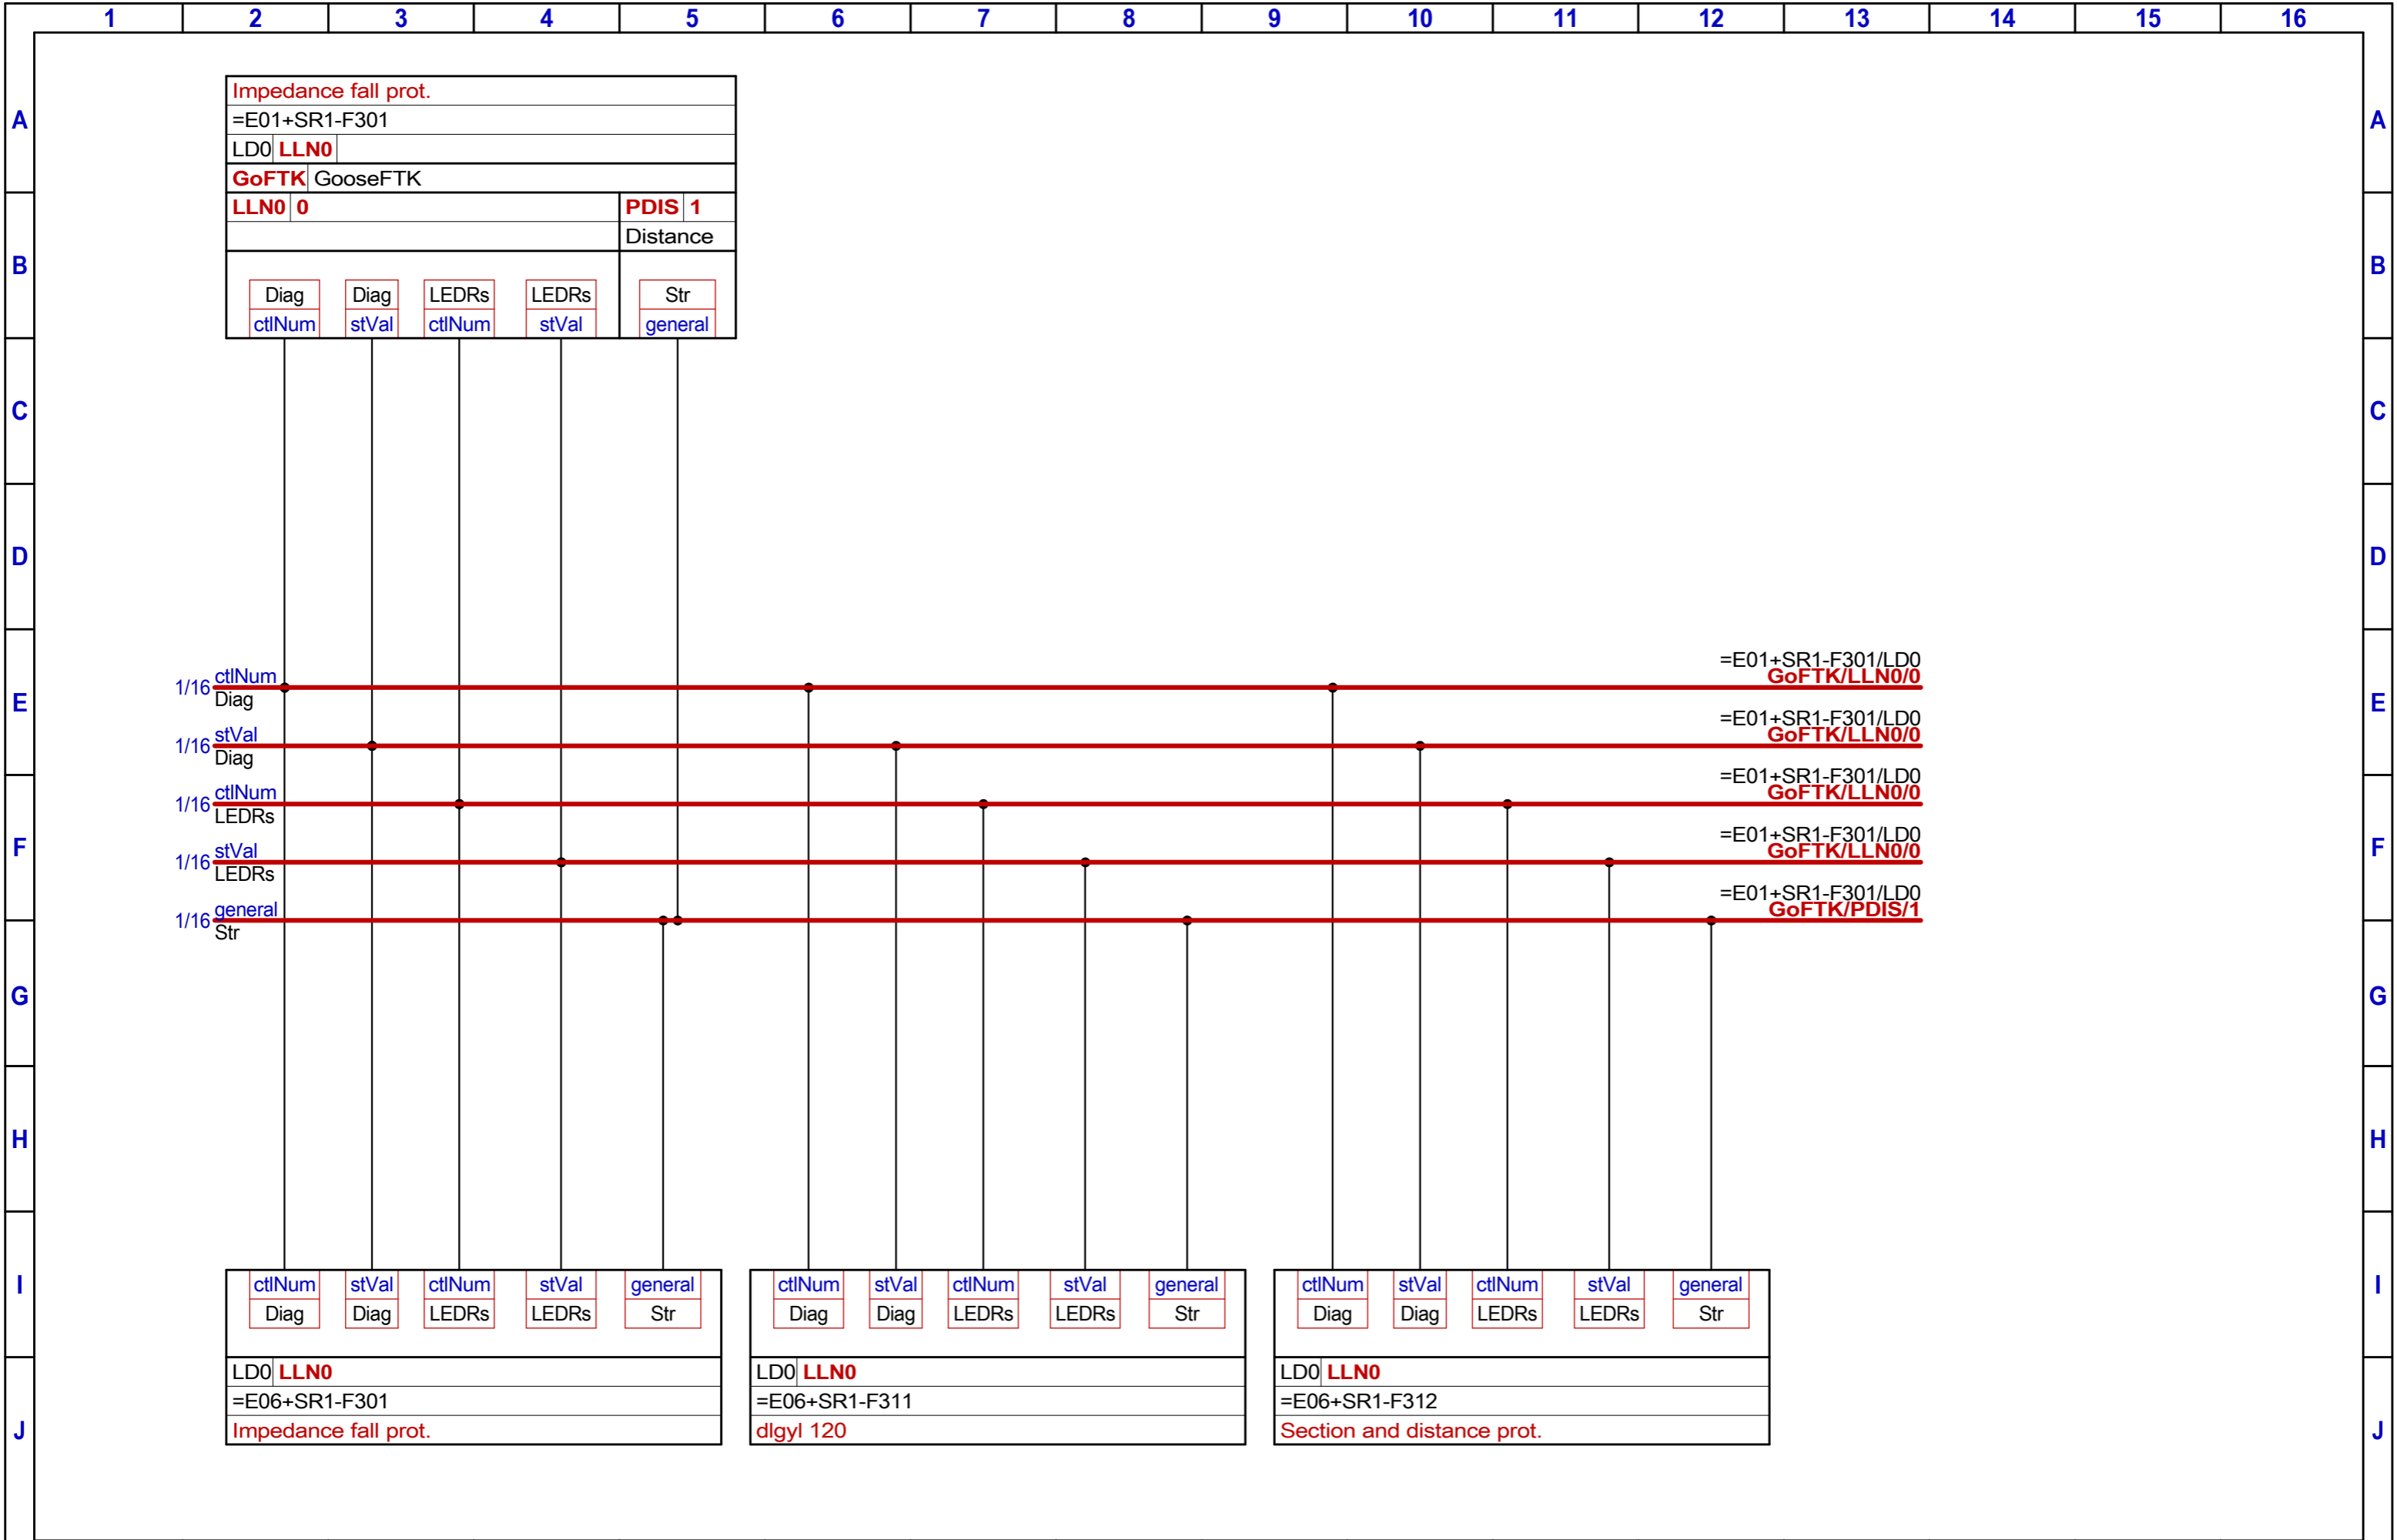 1 2 3 4 5 6 7 8 9 10 11 12 13 14 15 16
A A
Impedance fall prot.
=E01+SR1-F301
LD0 LLN0
GoFTK GooseFTK
LLN0 0 PDIS 1
Distance
B B
Diag Diag LEDRs LEDRs Str
ctlNum stVal ctlNum stVal general
C C
D D
E E
=E01+SR1-F301/LD0
1/16 ctlNum GoFTK/LLN0/0
Diag
=E01+SR1-F301/LD0
1/16 stVal GoFTK/LLN0/0
Diag
=E01+SR1-F301/LD0
1/16 ctlNum GoFTK/LLN0/0
LEDRs
F F
=E01+SR1-F301/LD0
1/16 stVal GoFTK/LLN0/0
LEDRs
=E01+SR1-F301/LD0
1/16 general GoFTK/PDIS/1
Str
G G
H H
I I
ctlNum stVal ctlNum stVal general ctlNum stVal ctlNum stVal general ctlNum stVal ctlNum stVal general
Diag Diag LEDRs LEDRs Str Diag Diag LEDRs LEDRs Str Diag Diag LEDRs LEDRs Str
LD0 LLN0 LD0 LLN0 LD0 LLN0
=E06+SR1-F301 =E06+SR1-F311 =E06+SR1-F312
J Impedance fall prot. dlgyl 120 Section and distance prot. J